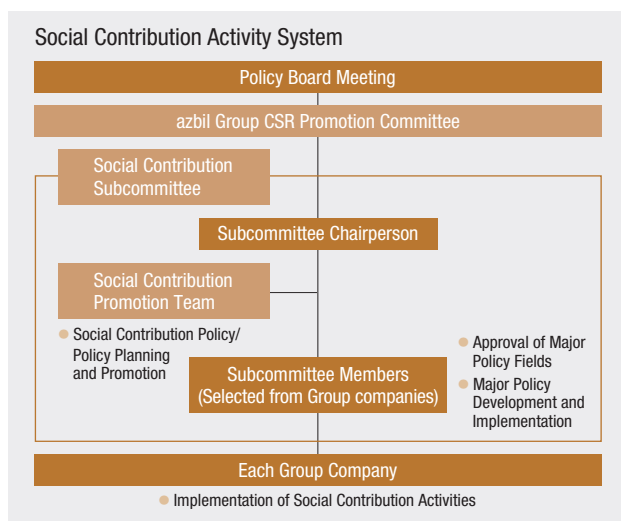 Social Contribution Activity System
Policy Board Meeting
azbil Group CSR Promotion Committee
Social Contribution
Subcommittee
Subcommittee Chairperson
Social Contribution
Promotion Team
Social Contribution Policy/
Policy Planning
and Promotion
Subcommittee Members
(Selected from Group companies)
Approval of Major
Policy Fields
Major Policy
Development and
Implementation
Each Group Company
Implementation of Social Contribution Activities